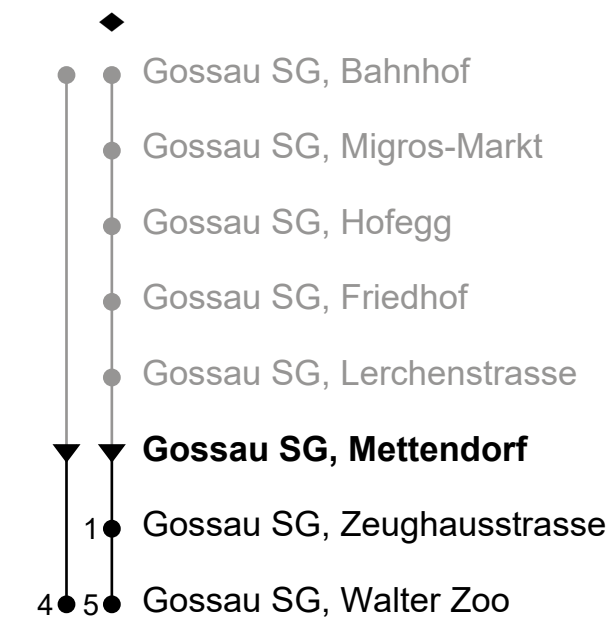 Gossau SG, Bahnhof
Gossau SG, Migros-Markt
Gossau SG, Hofegg
Gossau SG, Friedhof
Gossau SG, Lerchenstrasse
Gossau SG, Mettendorf
1 Gossau SG, Zeughausstrasse
4 5 Gossau SG, Walter Zoo